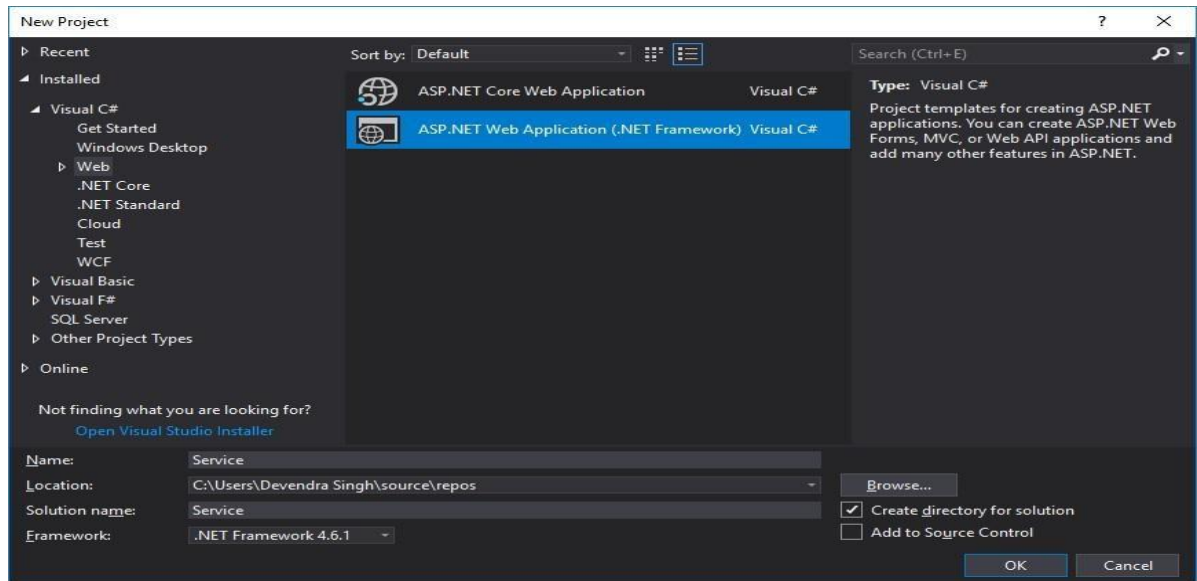 New Project
?
Recent
Installed
Visual C#
Get Started
Windows Desktop
Web
.NET Core
.NET Standard
Cloud
Test
WCF
Visual Basic
Visual F#
SQL Server
Other Project Types
Online
Not finding what you are looking for?
Open Visual Studio Installer
Sort by: Default
ASP.NET Core Web Application Visual C#
ASP.NET Web Application (.NET Framework) Visual C#
Search (Ctrl+E)
Type: Visual C#
Project templates for creating ASP.NET
applications. You can create ASP.NET Web
Forms, MVC, or Web API applications and
add many other features in ASP.NET.
Name: Service
Location: C:\Users\Devendra Singh\source\repos
Browse...
Solution name: Service
Create directory for solution
Framework: .NET Framework 4.6.1
Add to Source Control
OK Cancel